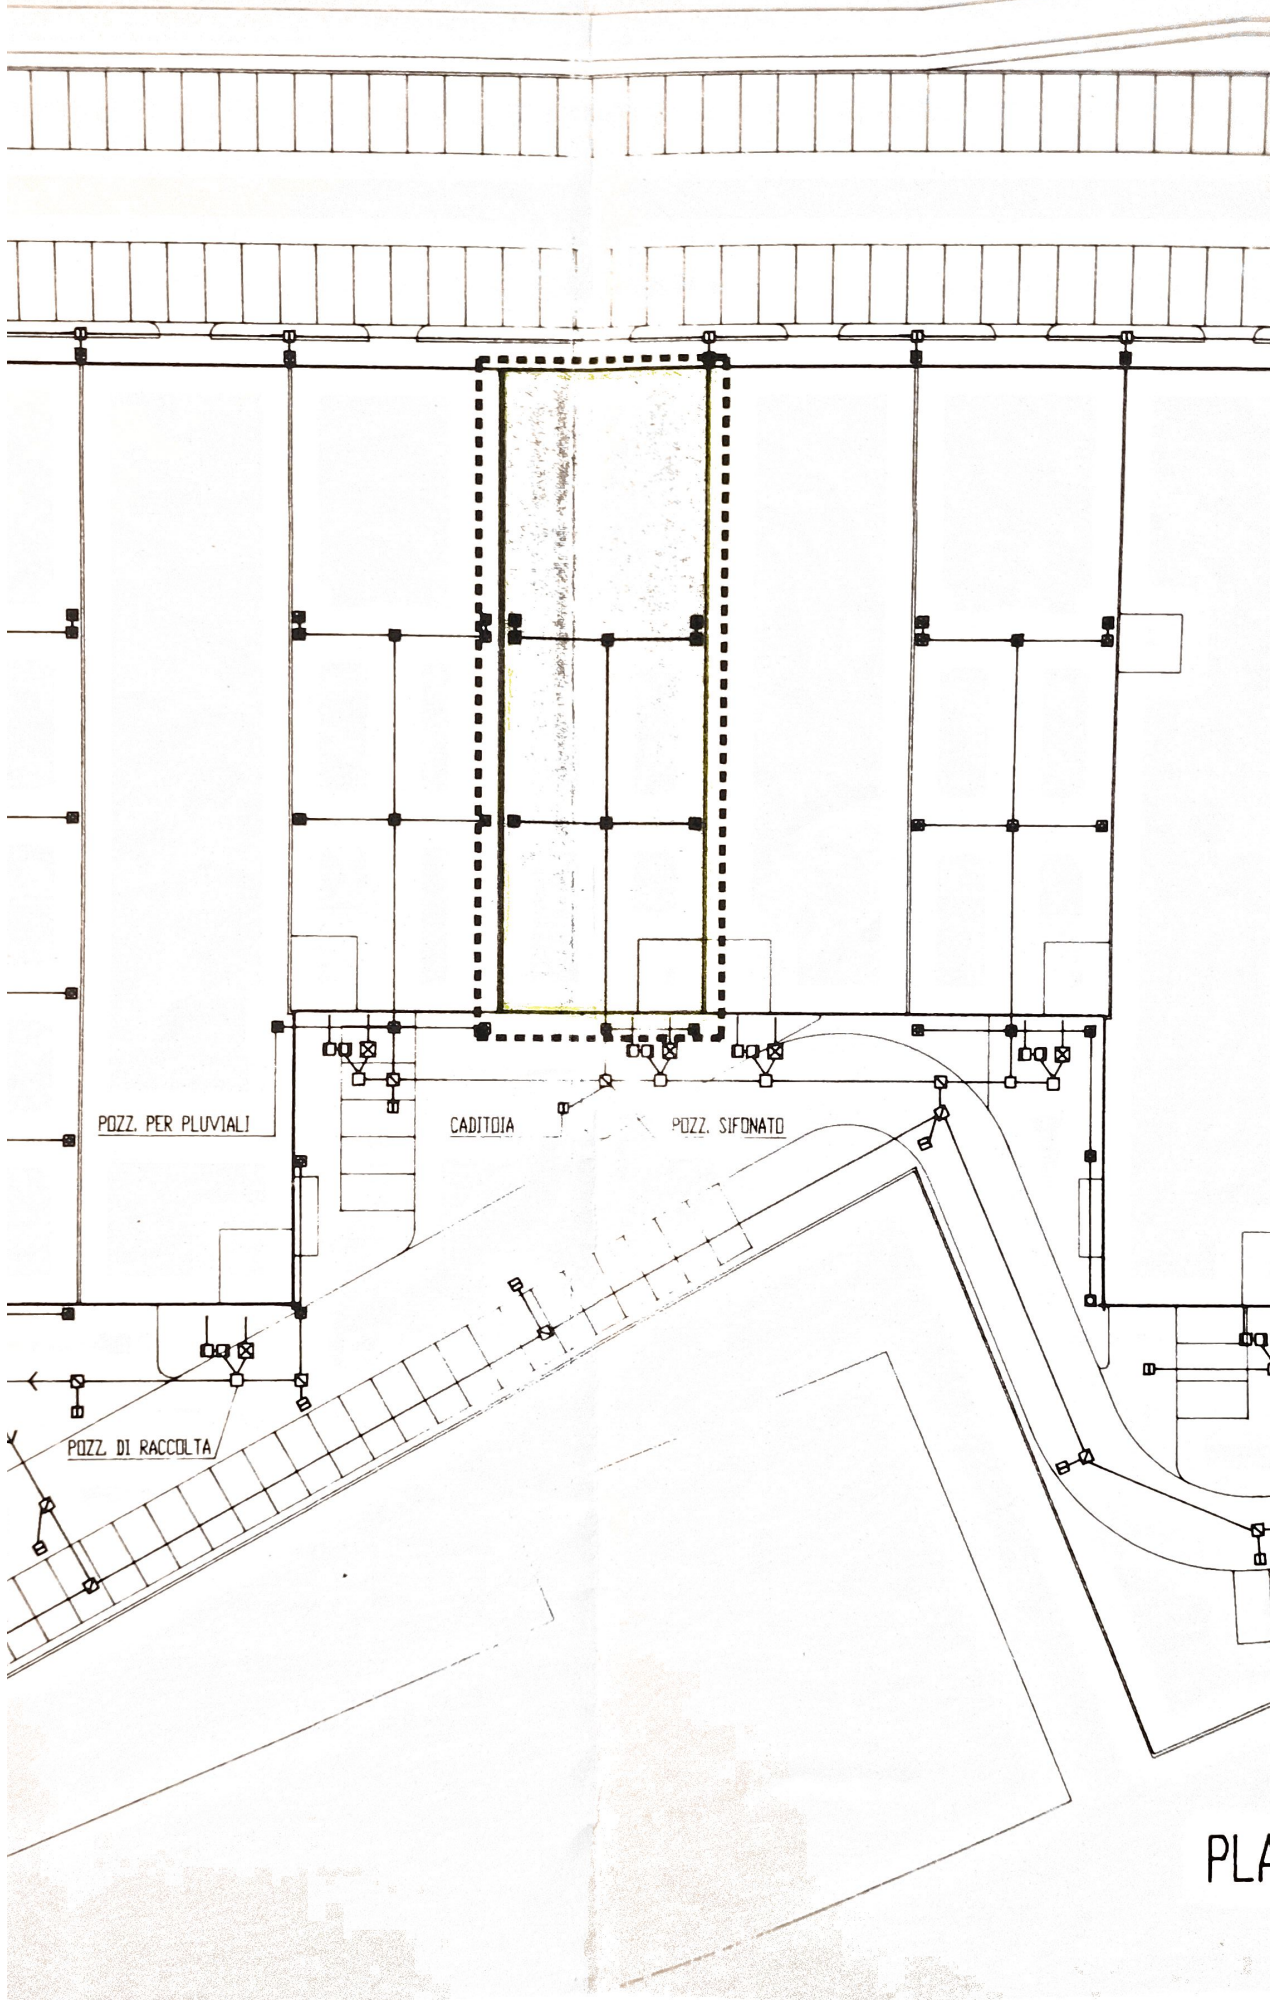 POZZ. PER PLUVIALI
CADITOIA
POZZ. SIFONATO
POZZ. DI RACCOLTA
PLA